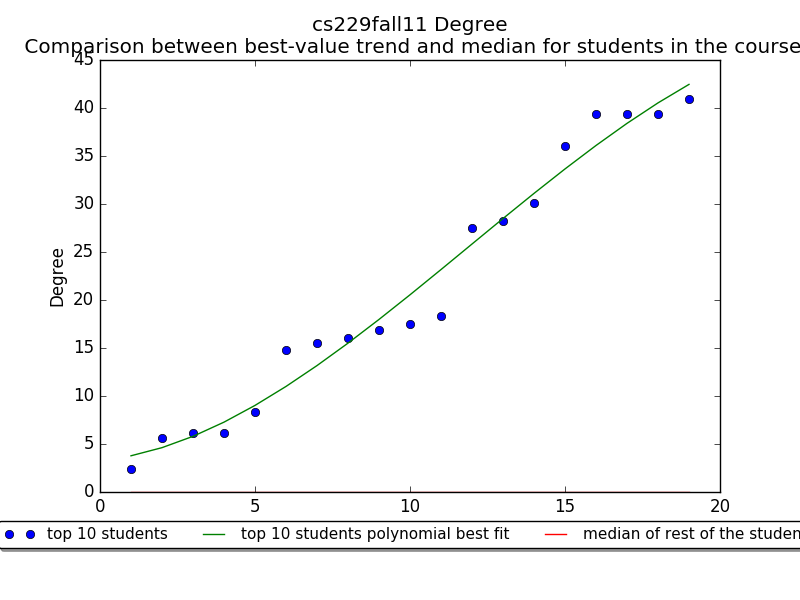 cs229fall11 Degree
Comparison between best-value trend and median for students in the course
45
40
35
30
25
20
15
10
5
0
Degree
0 5 10 15 20
top 10 students top 10 students polynomial best fit median of rest of the studen